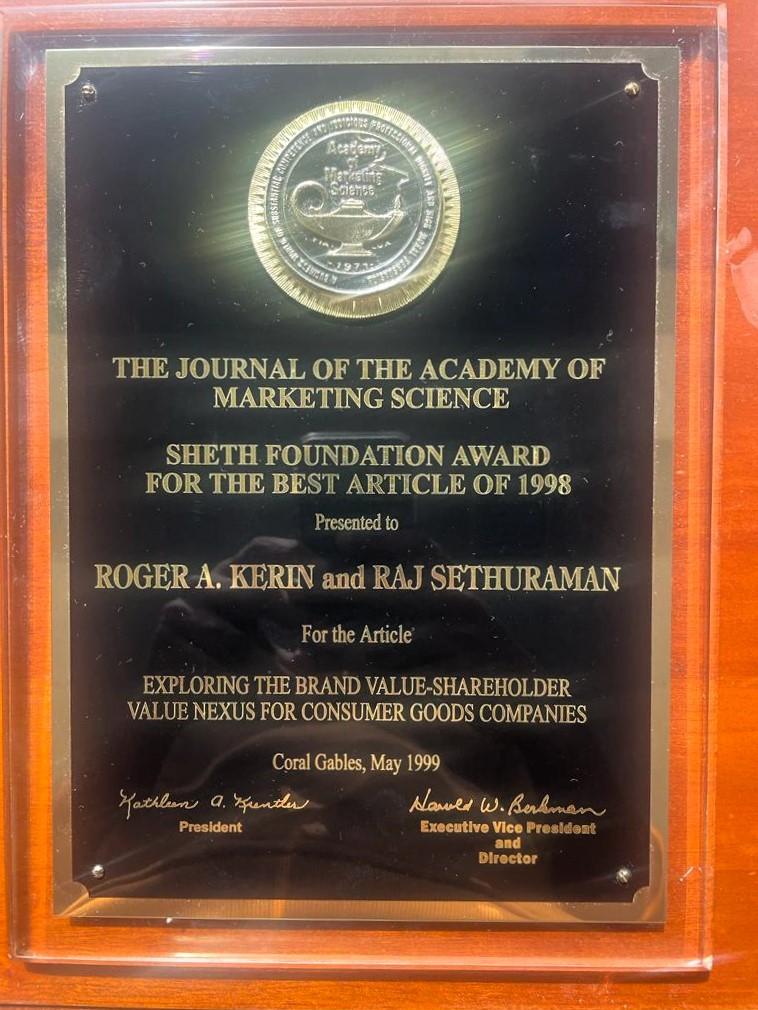 Academy
of
Marketing
Science
1971
THE JOURNAL OF THE ACADEMY OF
MARKETING SCIENCE
SHETH FOUNDATION AWARD
FOR THE BEST ARTICLE OF 1998
Presented to
ROGER A. KERIN and RAJ SETHURAMAN
For the Article
EXPLORING THE BRAND VALUE-SHAREHOLDER
VALUE NEXUS FOR CONSUMER GOODS COMPANIES
Coral Gables, May 1999
Kathleen A. Krentler Harold W. Berkman
President Executive Vice President
and
Director